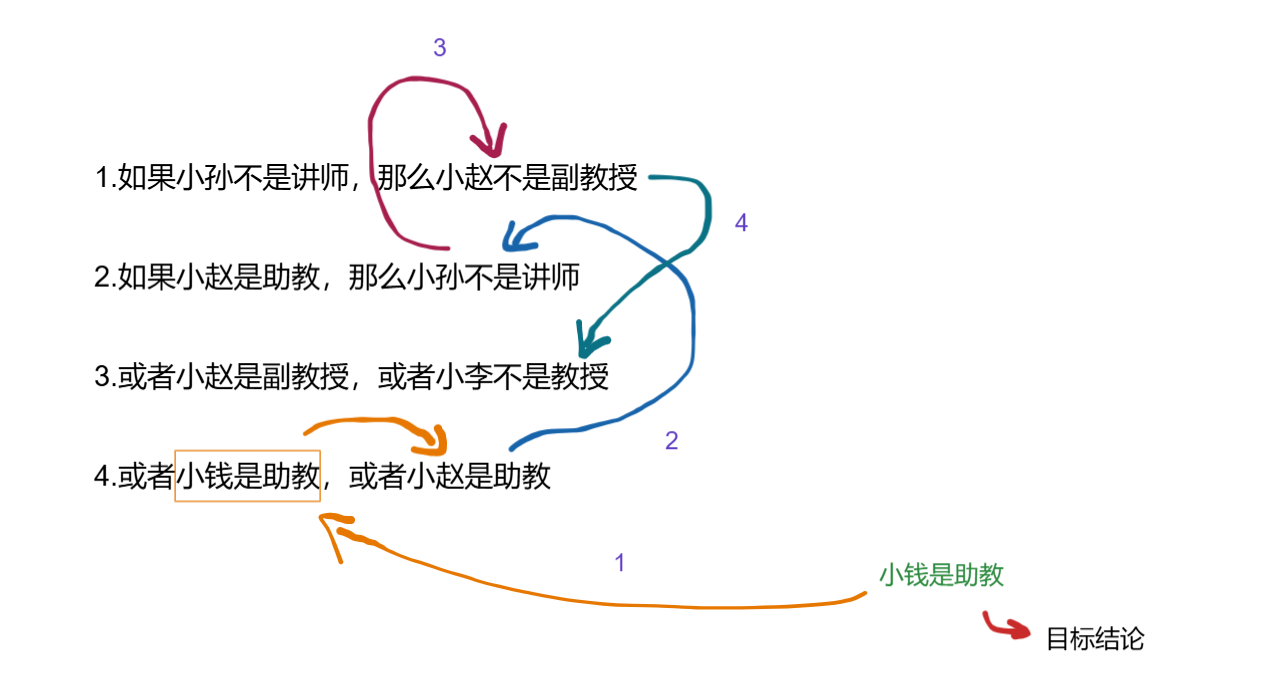 3
1.如果小孙不是讲师，那么小赵不是副教授
4
2.如果小赵是助教，那么小孙不是讲师
3.或者小赵是副教授，或者小李不是教授
2
4.或者小钱是助教，或者小赵是助教
1
小钱是助教
目标结论